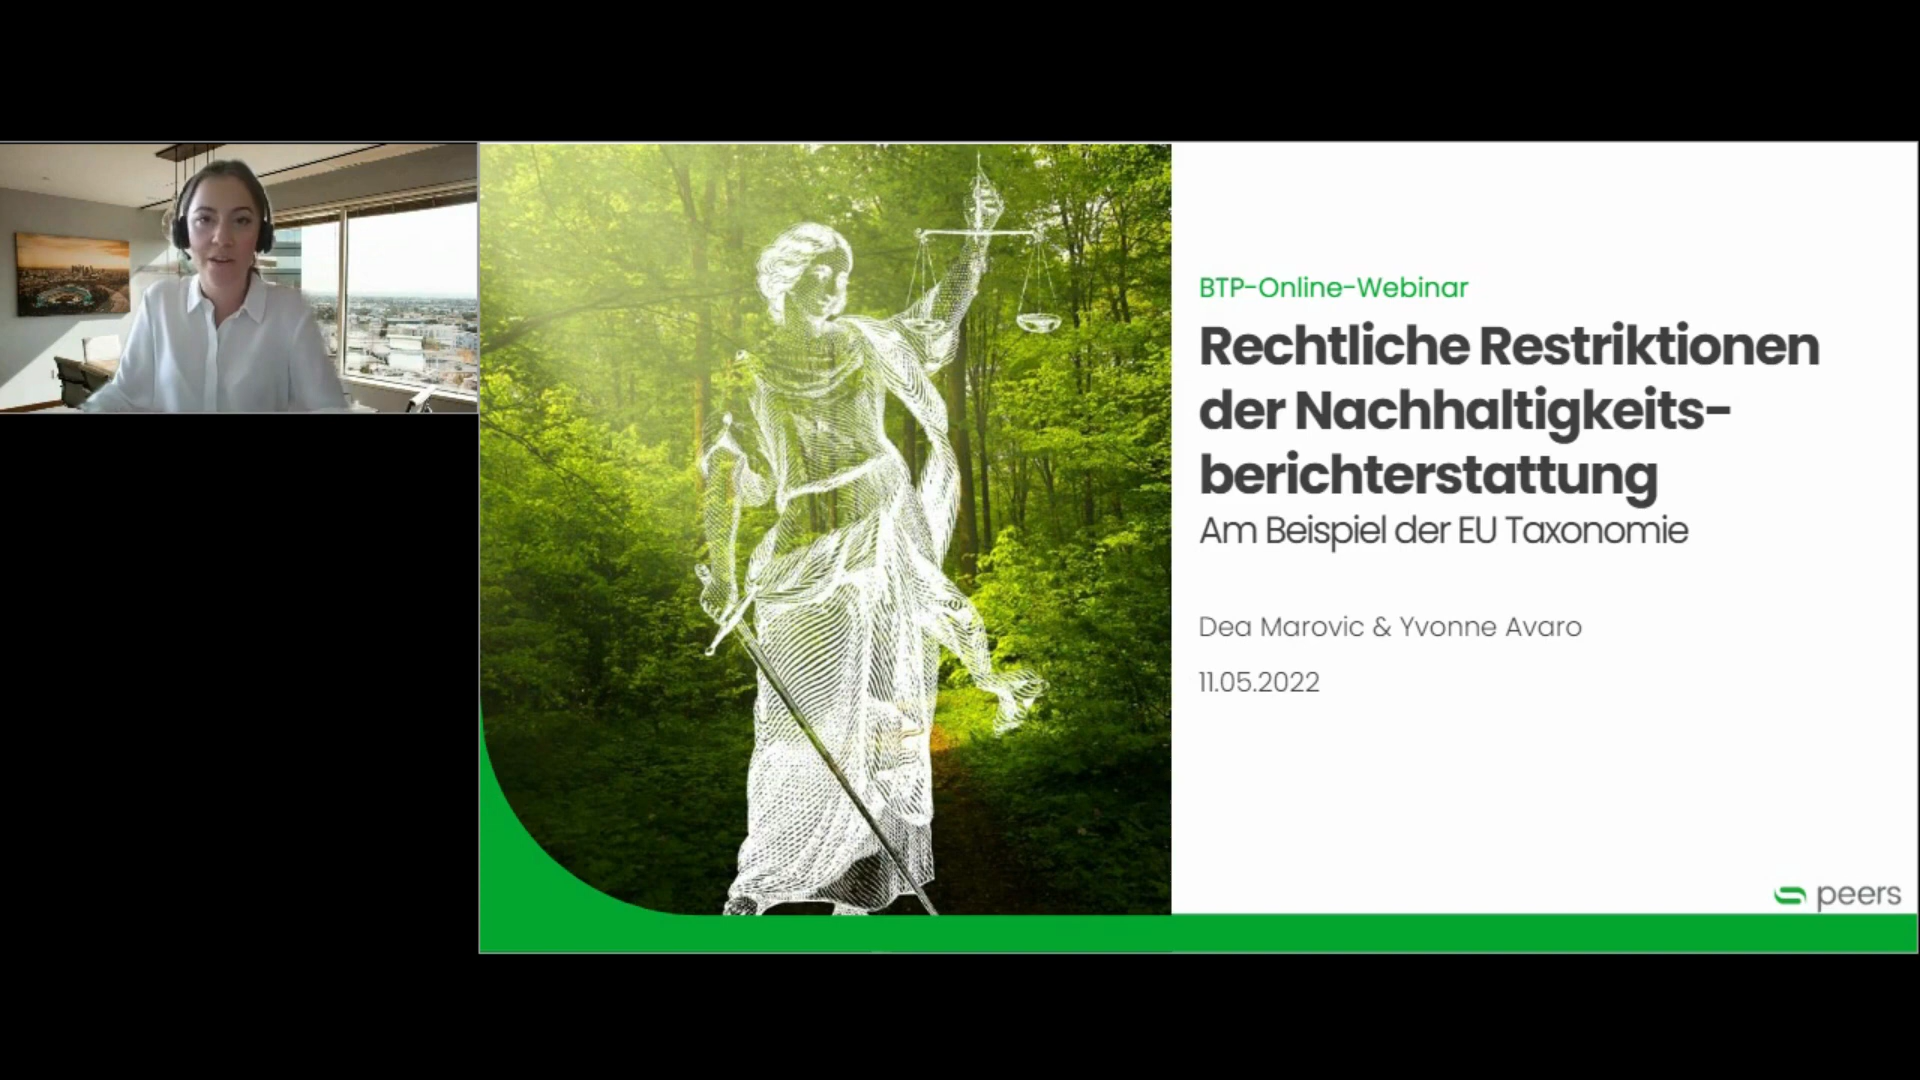 BTP-Online-Webinar
Rechtliche Restriktionen
der Nachhaltigkeits-
berichterstattung
Am Beispiel der EU Taxonomie
Dea Marovic & Yvonne Avaro
11.05.2022
peers